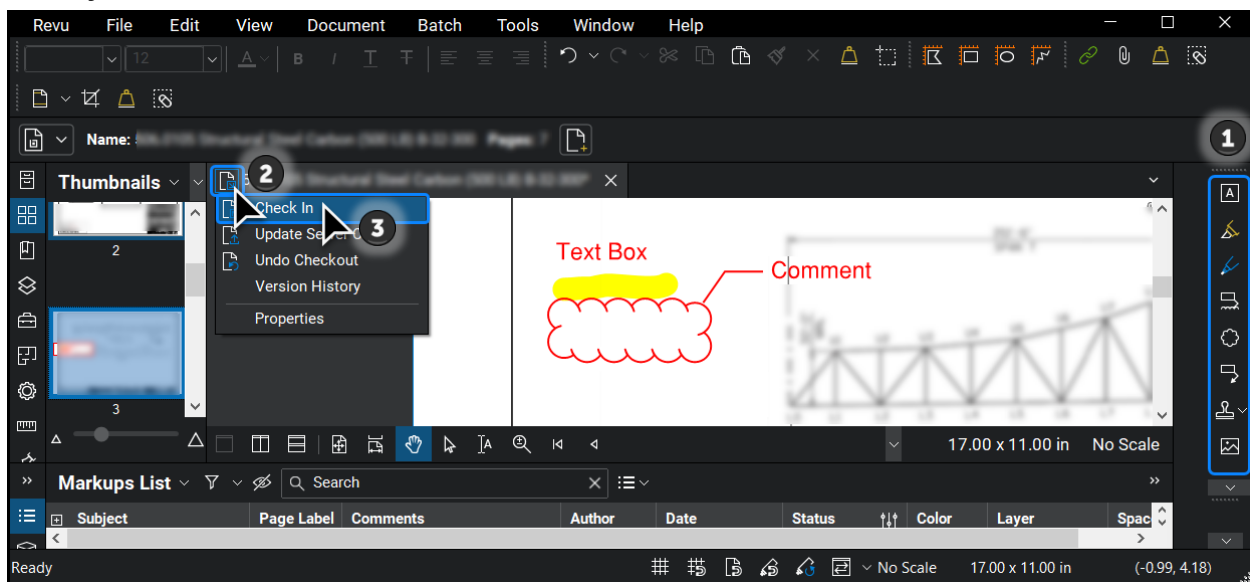 Revu File Edit View Document Batch Tools Window Help
12 A B I T T
Name: Pages: 7
1
Thumbnails
2
Check In
3
Update Server C
Undo Checkout
Version History
Properties
2
3
Text Box
Comment
A
17.00 x 11.00 in No Scale
Markups List Search
Subject Page Label Comments Author Date Status Color Layer Spac
Ready No Scale 17.00 x 11.00 in (-0.99, 4.18)